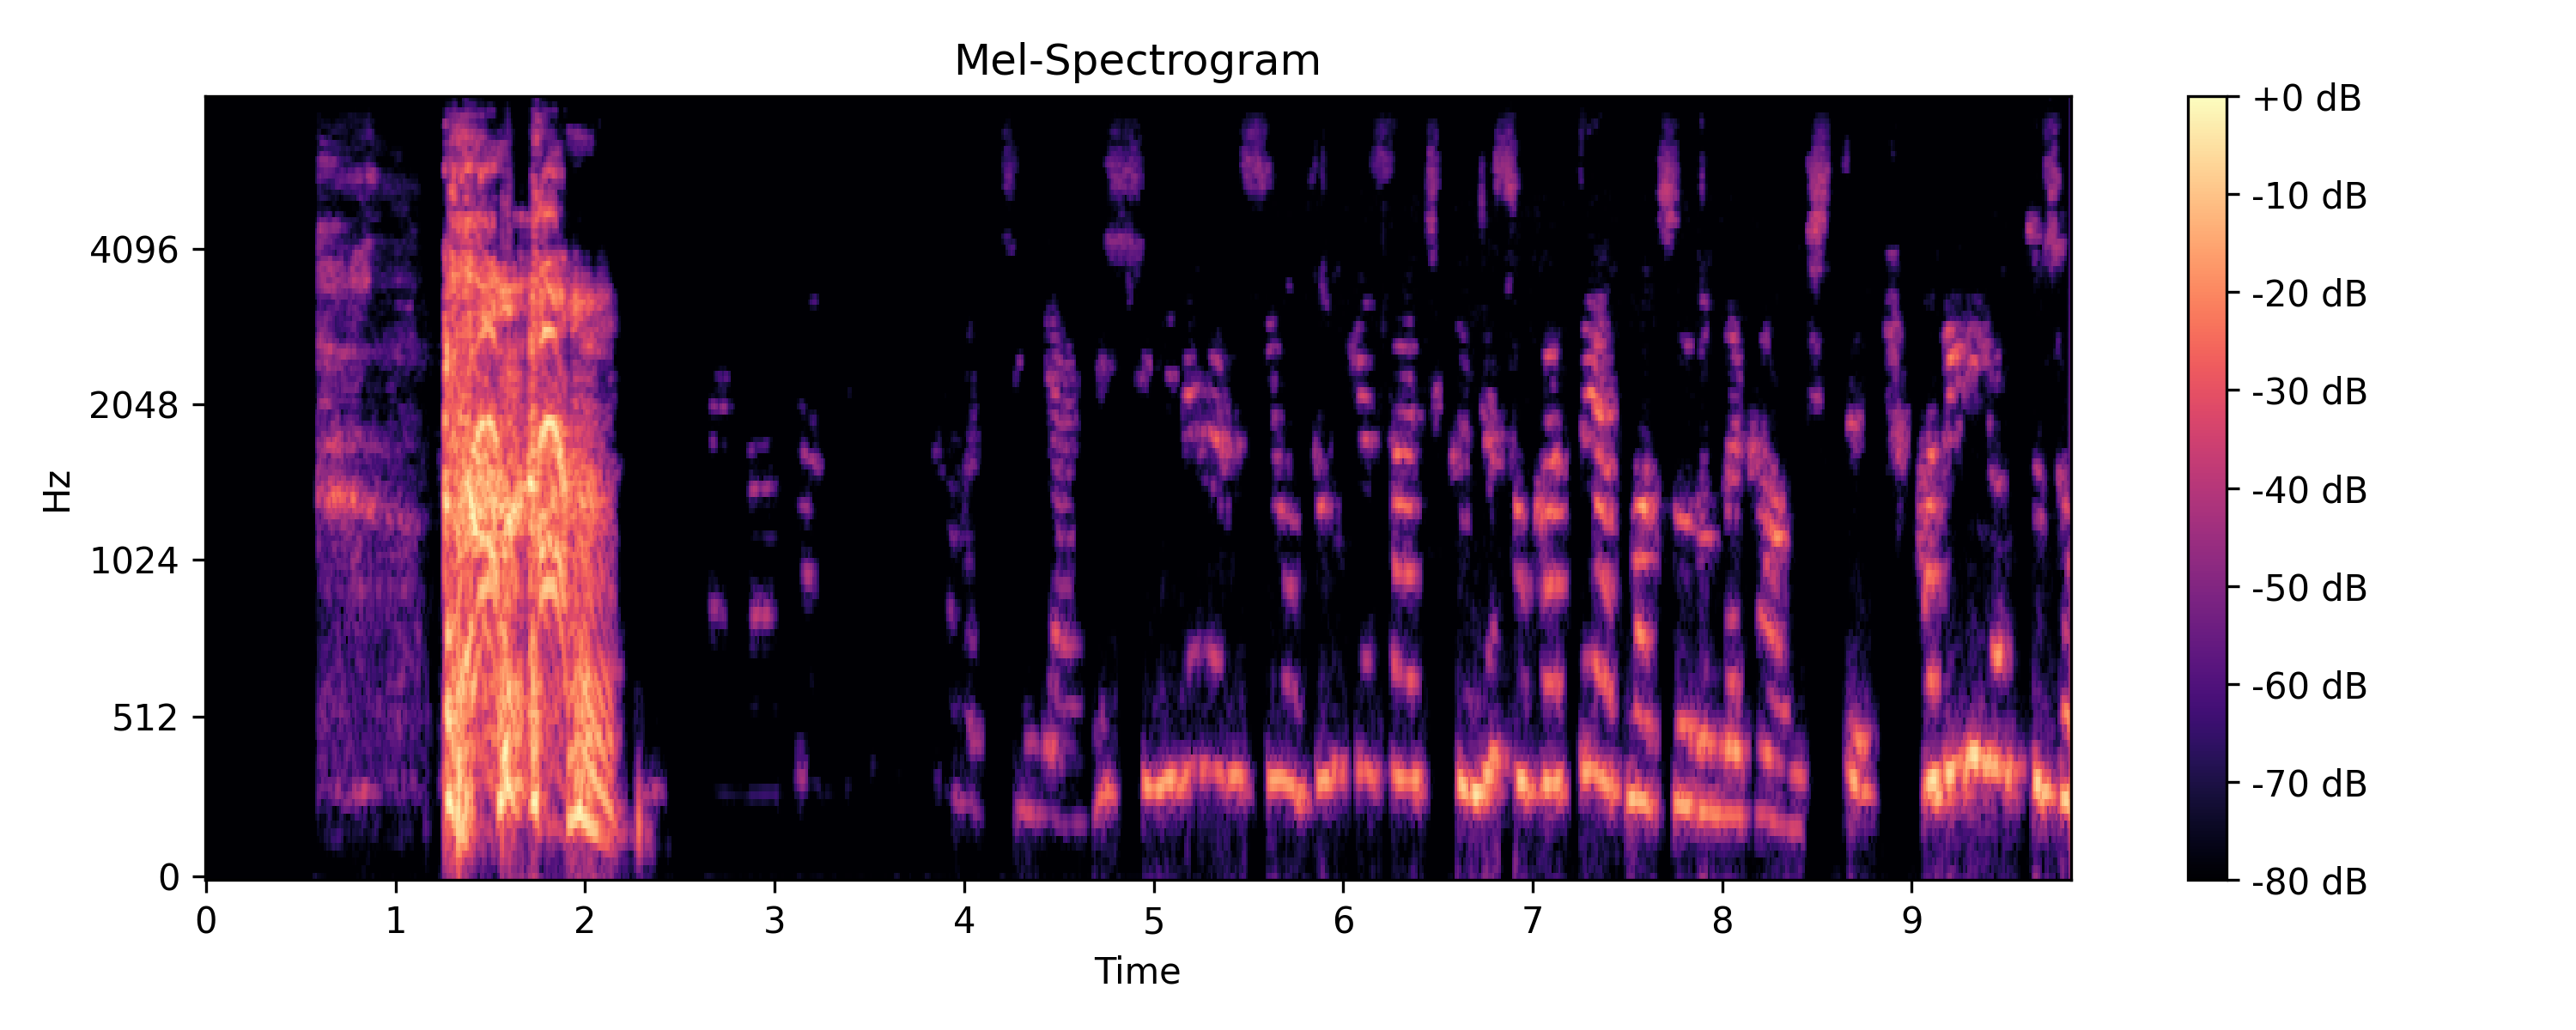 Mel-Spectrogram
+0 dB
-10 dB
-20 dB
-30 dB
-40 dB
-50 dB
-60 dB
-70 dB
-80 dB
Hz
4096
2048
1024
512
0
0 1 2 3 4 5 6 7 8 9
Time